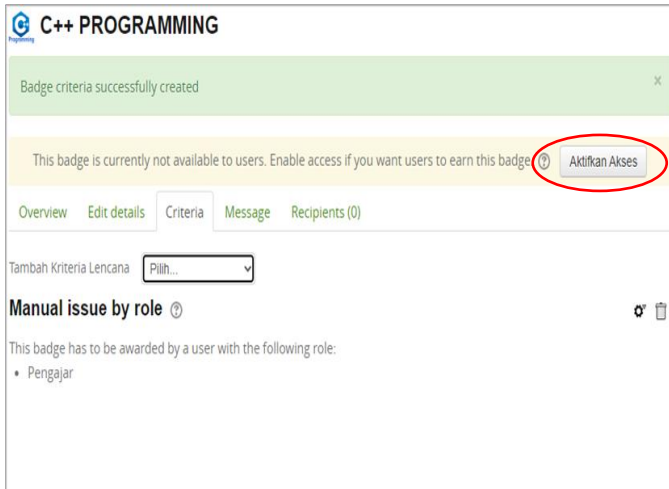 C++ PROGRAMMING
Programming
Badge criteria successfully created
x
This badge is currently not available to users. Enable access if you want users to earn this badge ? Aktifkan Akses
Overview Edit details Criteria Message Recipients (0)
Tambah Kriteria Lencana Pilih...
Manual issue by role ?
This badge has to be awarded by a user with the following role:
• Pengajar